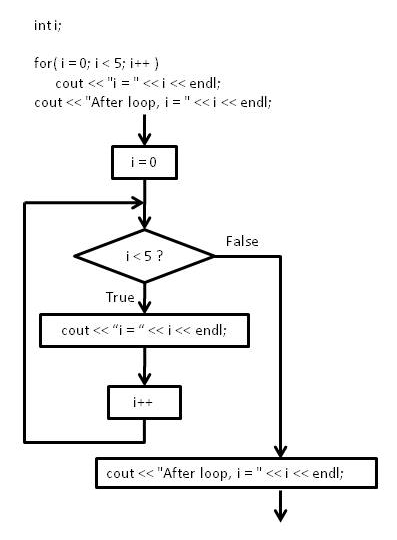 int i;
for( i = 0; i < 5; i++ )
cout << "i = " << i << endl;
cout << "After loop, i = " << i << endl;
i = 0
i < 5 ?
False
True
cout << “i = “ << i << endl;
i++
cout << "After loop, i = " << i << endl;